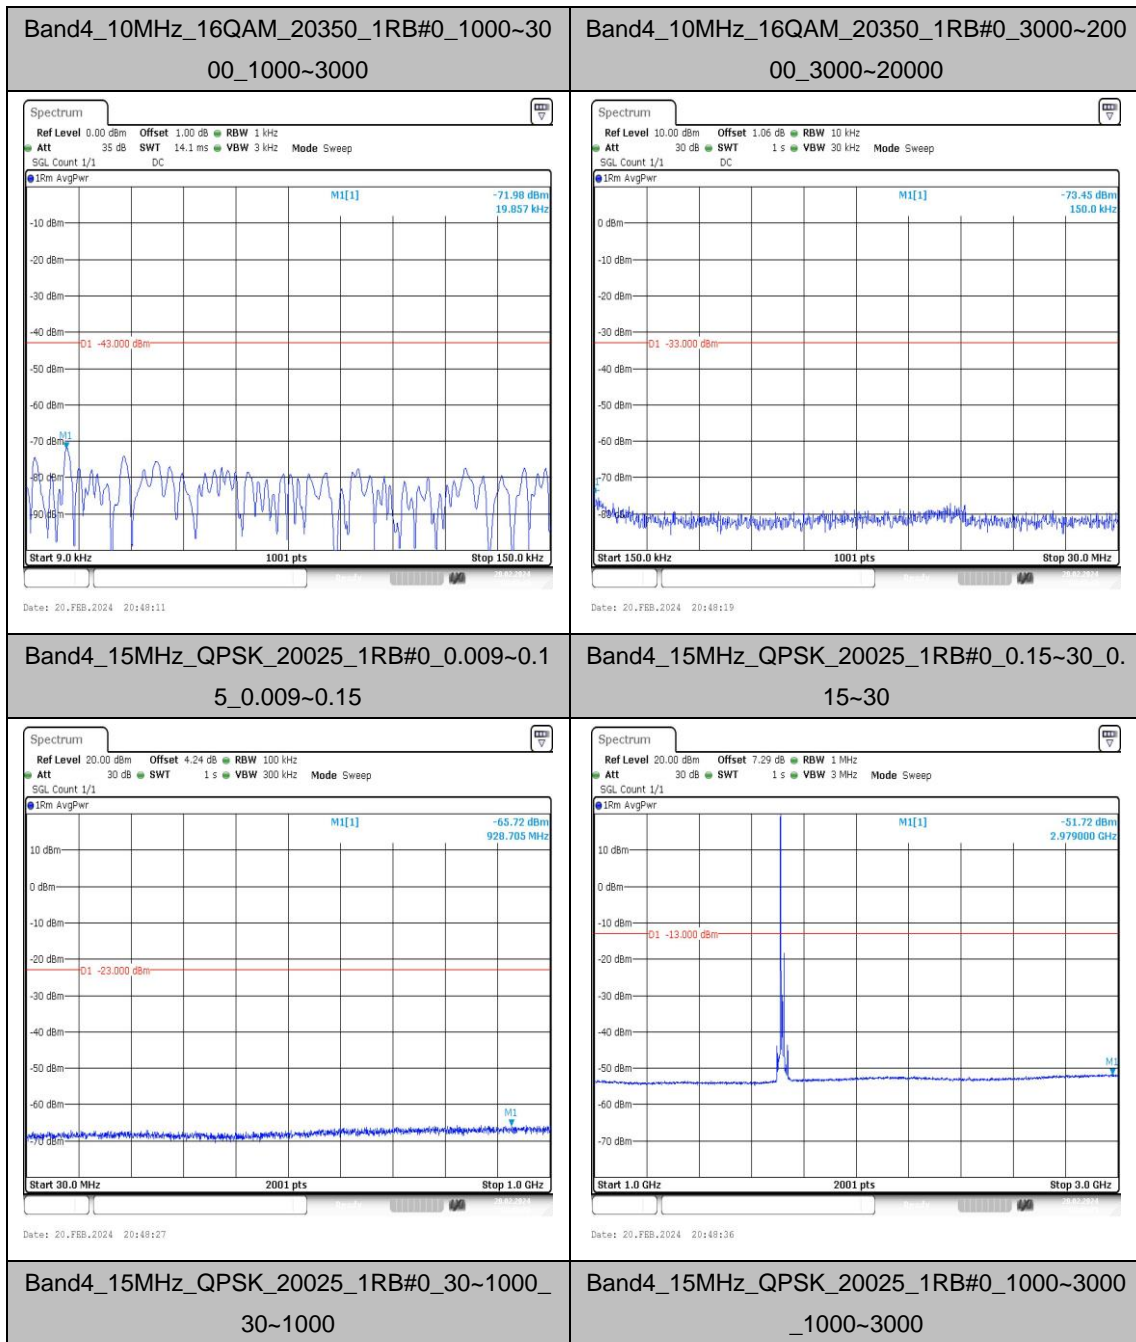 Band4_10MHz_16QAM_20350_1RB#0_1000~30
00_1000~3000
Band4_10MHz_16QAM_20350_1RB#0_3000~200
00_3000~20000
Spectrum
Ref Level 0.00 dBm Offset 1.00 dB RBW 1 kHz
Att 35 dB SWT 14.1 ms VBW 3 kHz Mode Sweep
SGL Count 1/1 DC
1Rm AvgPwr
M1[1] -71.98 dBm
19.857 kHz
-10 dBm
-20 dBm
-30 dBm
-40 dBm
D1 -43.000 dBm
-50 dBm
-60 dBm
-70 dBm
M1
-80 dBm
-90 dBm
Start 9.0 kHz 1001 pts Stop 150.0 kHz
Date: 20.FEB.2024 20:48:11
Spectrum
Ref Level 10.00 dBm Offset 1.06 dB RBW 10 kHz
Att 30 dB SWT 1 s VBW 30 kHz Mode Sweep
SGL Count 1/1 DC
1Rm AvgPwr
M1[1] -73.45 dBm
150.0 kHz
0 dBm
-10 dBm
-20 dBm
-30 dBm
D1 -33.000 dBm
-40 dBm
-50 dBm
-60 dBm
-70 dBm
-80 dBm
Start 150.0 kHz 1001 pts Stop 30.0 MHz
Date: 20.FEB.2024 20:48:19
Band4_15MHz_QPSK_20025_1RB#0_0.009~0.1
5_0.009~0.15
Band4_15MHz_QPSK_20025_1RB#0_0.15~30_0.
15~30
Spectrum
Ref Level 20.00 dBm Offset 4.24 dB RBW 100 kHz
Att 30 dB SWT 1 s VBW 300 kHz Mode Sweep
SGL Count 1/1
1Rm AvgPwr
M1[1] -65.72 dBm
928.705 MHz
10 dBm
0 dBm
-10 dBm
-20 dBm
D1 -23.000 dBm
-30 dBm
-40 dBm
-50 dBm
-60 dBm
M1
-70 dBm
Start 30.0 MHz 2001 pts Stop 1.0 GHz
Date: 20.FEB.2024 20:48:27
Spectrum
Ref Level 20.00 dBm Offset 7.29 dB RBW 1 MHz
Att 30 dB SWT 1 s VBW 3 MHz Mode Sweep
SGL Count 1/1
1Rm AvgPwr
M1[1] -51.72 dBm
2.979000 GHz
10 dBm
0 dBm
-10 dBm
D1 -13.000 dBm
-20 dBm
-30 dBm
-40 dBm
-50 dBm
M1
-60 dBm
-70 dBm
Start 1.0 GHz 2001 pts Stop 3.0 GHz
Date: 20.FEB.2024 20:48:36
Band4_15MHz_QPSK_20025_1RB#0_30~1000_
30~1000
Band4_15MHz_QPSK_20025_1RB#0_1000~3000
_1000~3000